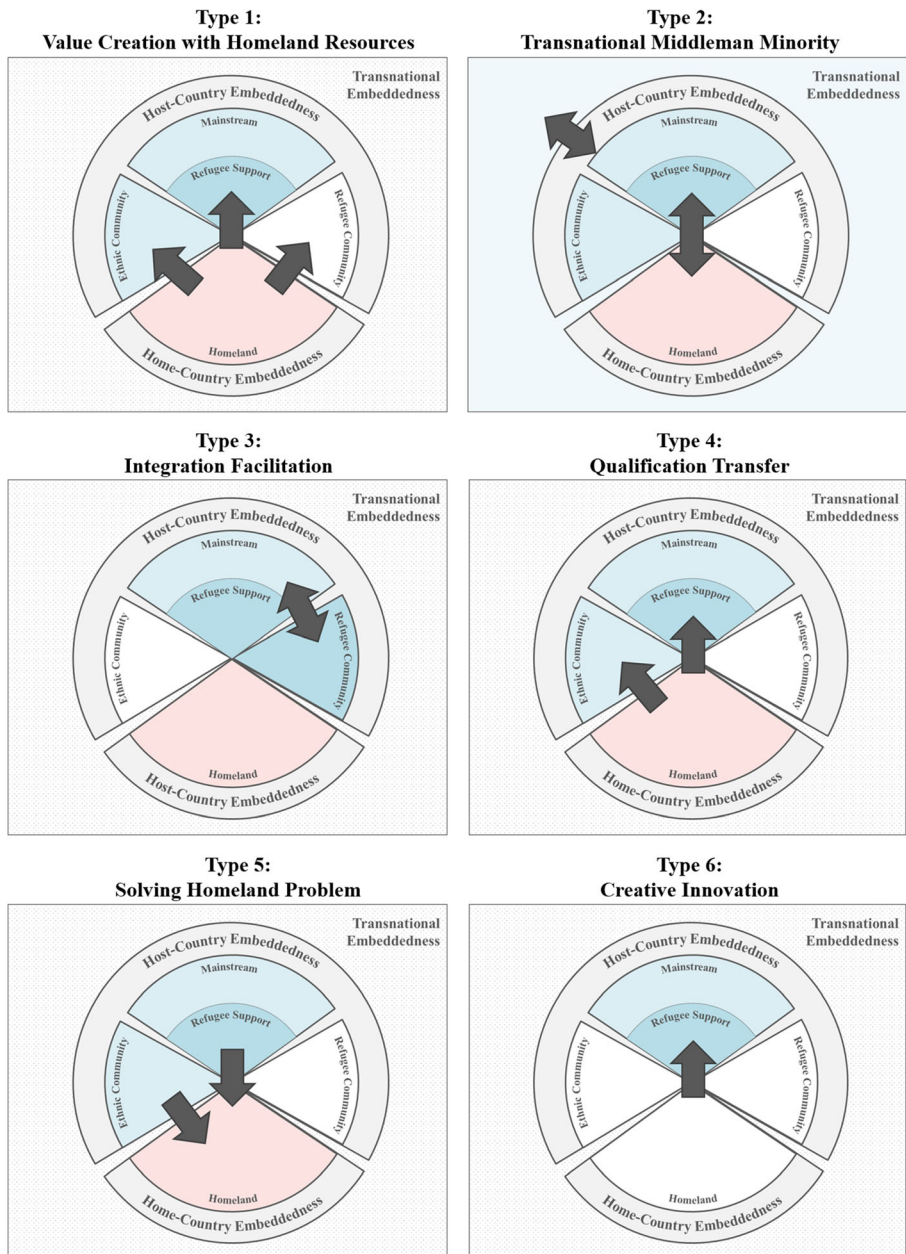 Type 1:
Value Creation with Homeland Resources
Transnational
Embeddedness
Host-Country Embeddedness
Mainstream
Refugee Support
Ethnic Community
Refugee Community
Homeland
Home-Country Embeddedness
Type 2:
Transnational Middleman Minority
Transnational
Embeddedness
Host-Country Embeddedness
Mainstream
Refugee Support
Ethnic Community
Refugee Community
Homeland
Home-Country Embeddedness
Type 3:
Integration Facilitation
Transnational
Embeddedness
Host-Country Embeddedness
Mainstream
Refugee Support
Ethnic Community
Refugee Community
Homeland
Host-Country Embeddedness
Type 4:
Qualification Transfer
Transnational
Embeddedness
Host-Country Embeddedness
Mainstream
Refugee Support
Ethnic Community
Refugee Community
Homeland
Home-Country Embeddedness
Type 5:
Solving Homeland Problem
Transnational
Embeddedness
Host-Country Embeddedness
Mainstream
Refugee Support
Ethnic Community
Refugee Community
Homeland
Home-Country Embeddedness
Type 6:
Creative Innovation
Transnational
Embeddedness
Host-Country Embeddedness
Mainstream
Refugee Support
Ethnic Community
Refugee Community
Homeland
Home-Country Embeddedness